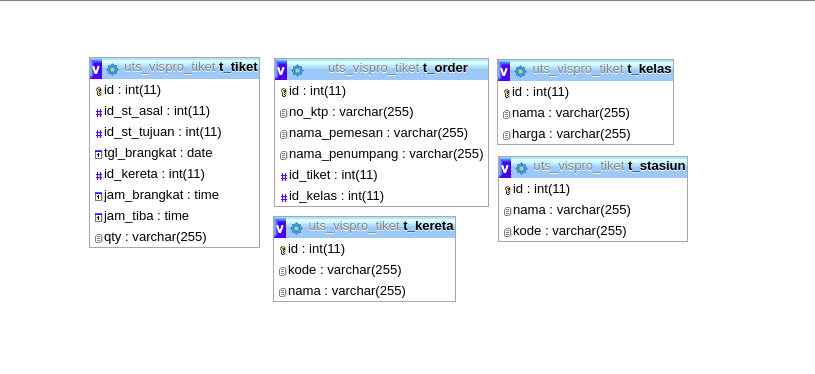 v uts_vispro_tiket t_tiket
id : int(11)
# id_st_asal : int(11)
# id_st_tujuan : int(11)
tgl_brangkat : date
# id_kereta : int(11)
jam_brangkat : time
jam_tiba : time
qty : varchar(255)
v uts_vispro_tiket t_order
id : int(11)
no_ktp : varchar(255)
nama_pemesan : varchar(255)
nama_penumpang : varchar(255)
# id_tiket : int(11)
# id_kelas : int(11)
v uts_vispro_tiket t_kereta
id : int(11)
kode : varchar(255)
nama : varchar(255)
v uts_vispro_tiket t_kelas
id : int(11)
nama : varchar(255)
harga : varchar(255)
v uts_vispro_tiket t_stasiun
id : int(11)
nama : varchar(255)
kode : varchar(255)